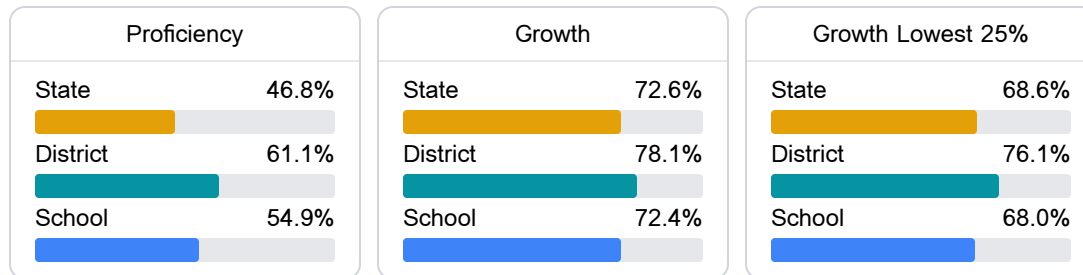 Proficiency
State 46.8%
District 61.1%
School 54.9%
Growth
State 72.6%
District 78.1%
School 72.4%
Growth Lowest 25%
State 68.6%
District 76.1%
School 68.0%